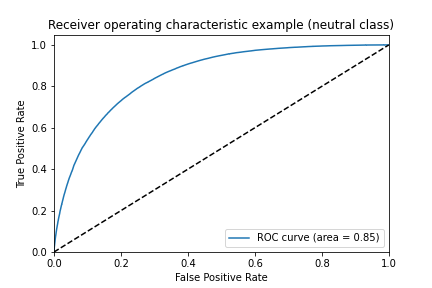 Receiver operating characteristic example (neutral class)
1.0
0.8
0.6
0.4
0.2
0.0
True Positive Rate
ROC curve (area = 0.85)
0.0 0.2 0.4 0.6 0.8 1.0
False Positive Rate